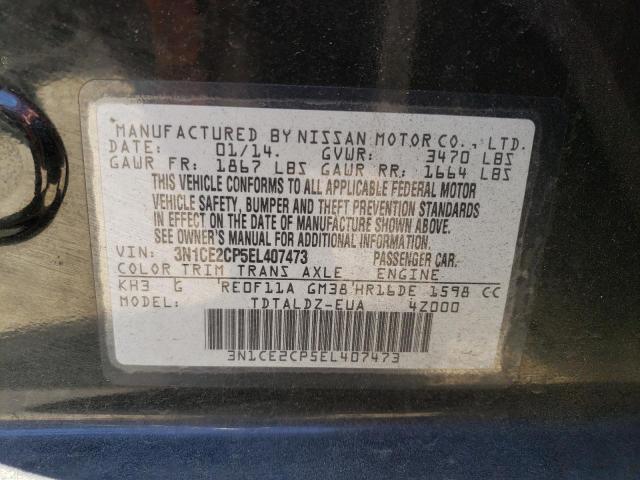 MANUFACTURED BY NISSAN MOTOR CO., LTD.
DATE: 01/14. GVWR: 3470 LBS
GAWR FR: 1867 LBS GAWR RR: 1664 LBS
THIS VEHICLE CONFORMS TO ALL APPLICABLE FEDERAL MOTOR
VEHICLE SAFETY, BUMPER AND THEFT PREVENTION STANDARDS
IN EFFECT ON THE DATE OF MANUFACTURE SHOWN ABOVE.
SEE OWNER'S MANUAL FOR ADDITIONAL INFORMATION
VIN: 3N1CE2CP5EL407473 PASSENGER CAR.
COLOR TRIM TRANS AXLE ENGINE
KH3 G RE0F11A GM38 HR16DE 1598 CC
MODEL: TDTALDZ-EUA 4Z000
3N1CE2CP5EL407473